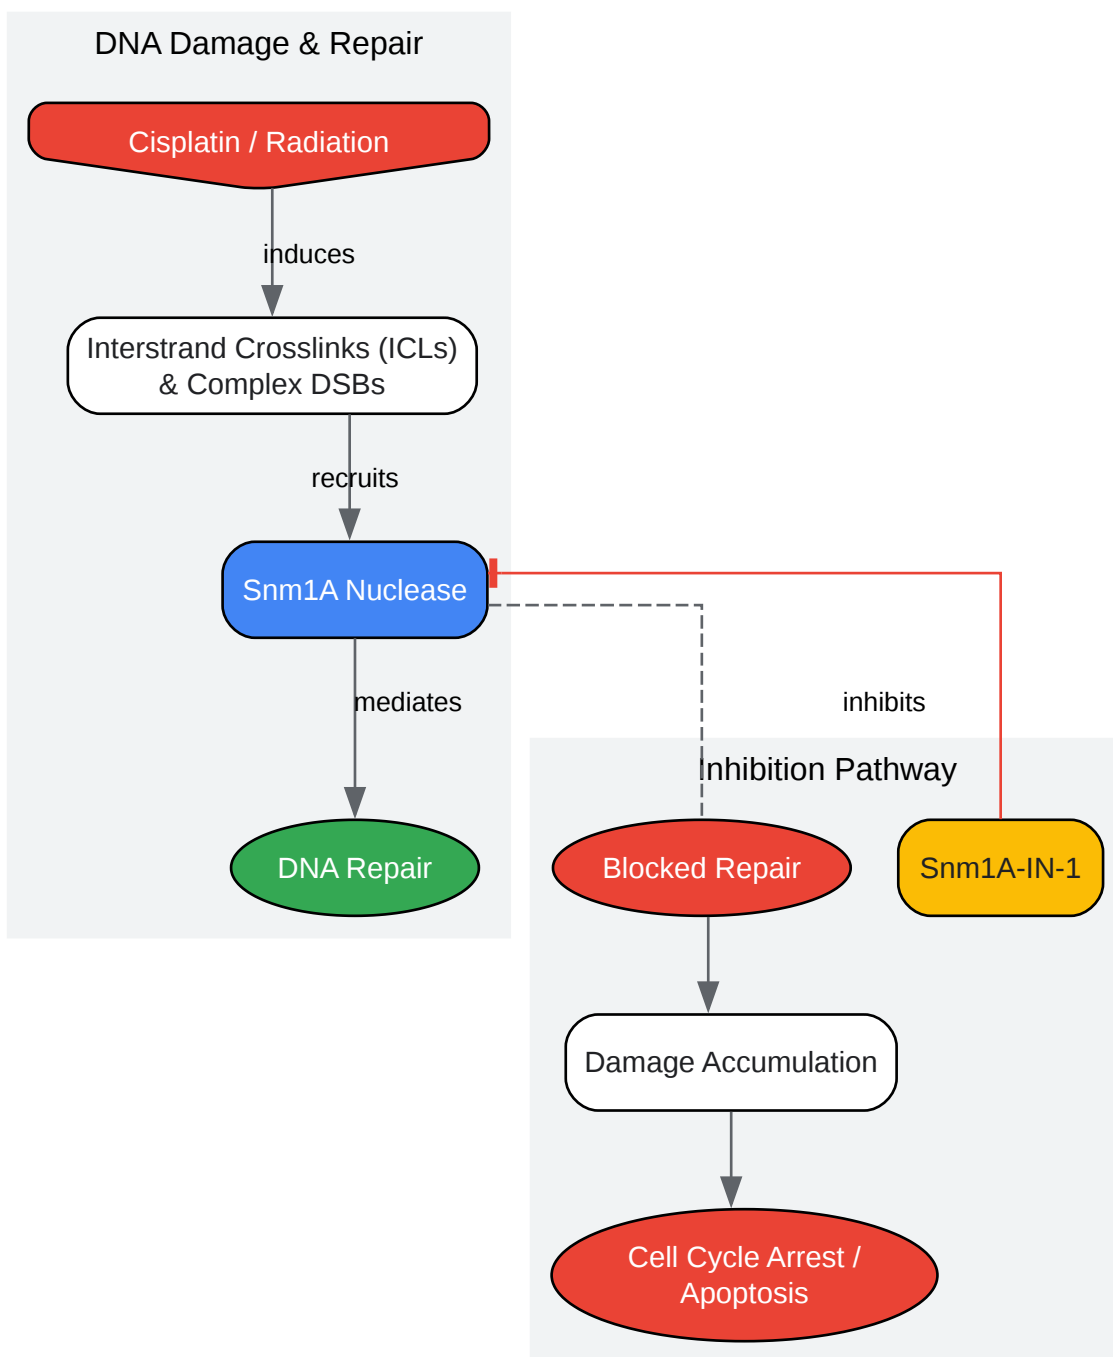 DNA Damage & Repair
Cisplatin / Radiation
induces
Interstrand Crosslinks (ICLs)
& Complex DSBs
recruits
Snm1A Nuclease
mediates
inhibits
Inhibition Pathway
DNA Repair
Blocked Repair
Snm1A-IN-1
Damage Accumulation
Cell Cycle Arrest /
Apoptosis